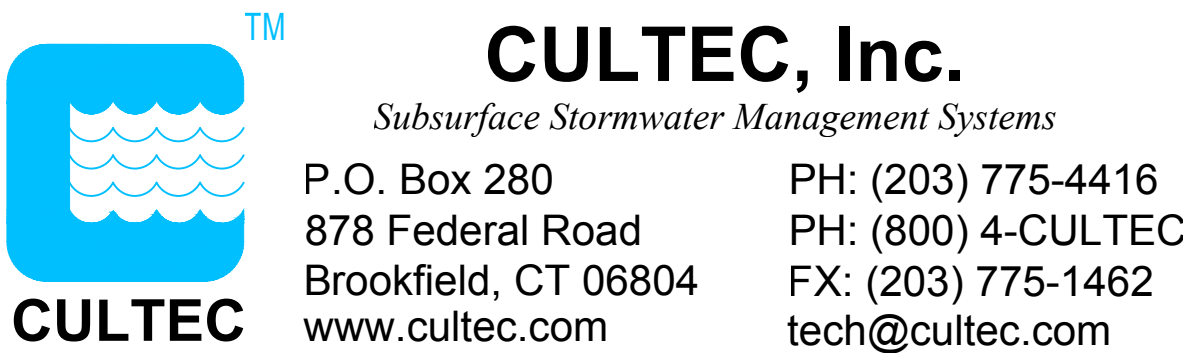 TM
CULTEC
CULTEC, Inc.
Subsurface Stormwater Management Systems
P.O. Box 280
878 Federal Road
Brookfield, CT 06804
www.cultec.com
PH: (203) 775-4416
PH: (800) 4-CULTEC
FX: (203) 775-1462
tech@cultec.com